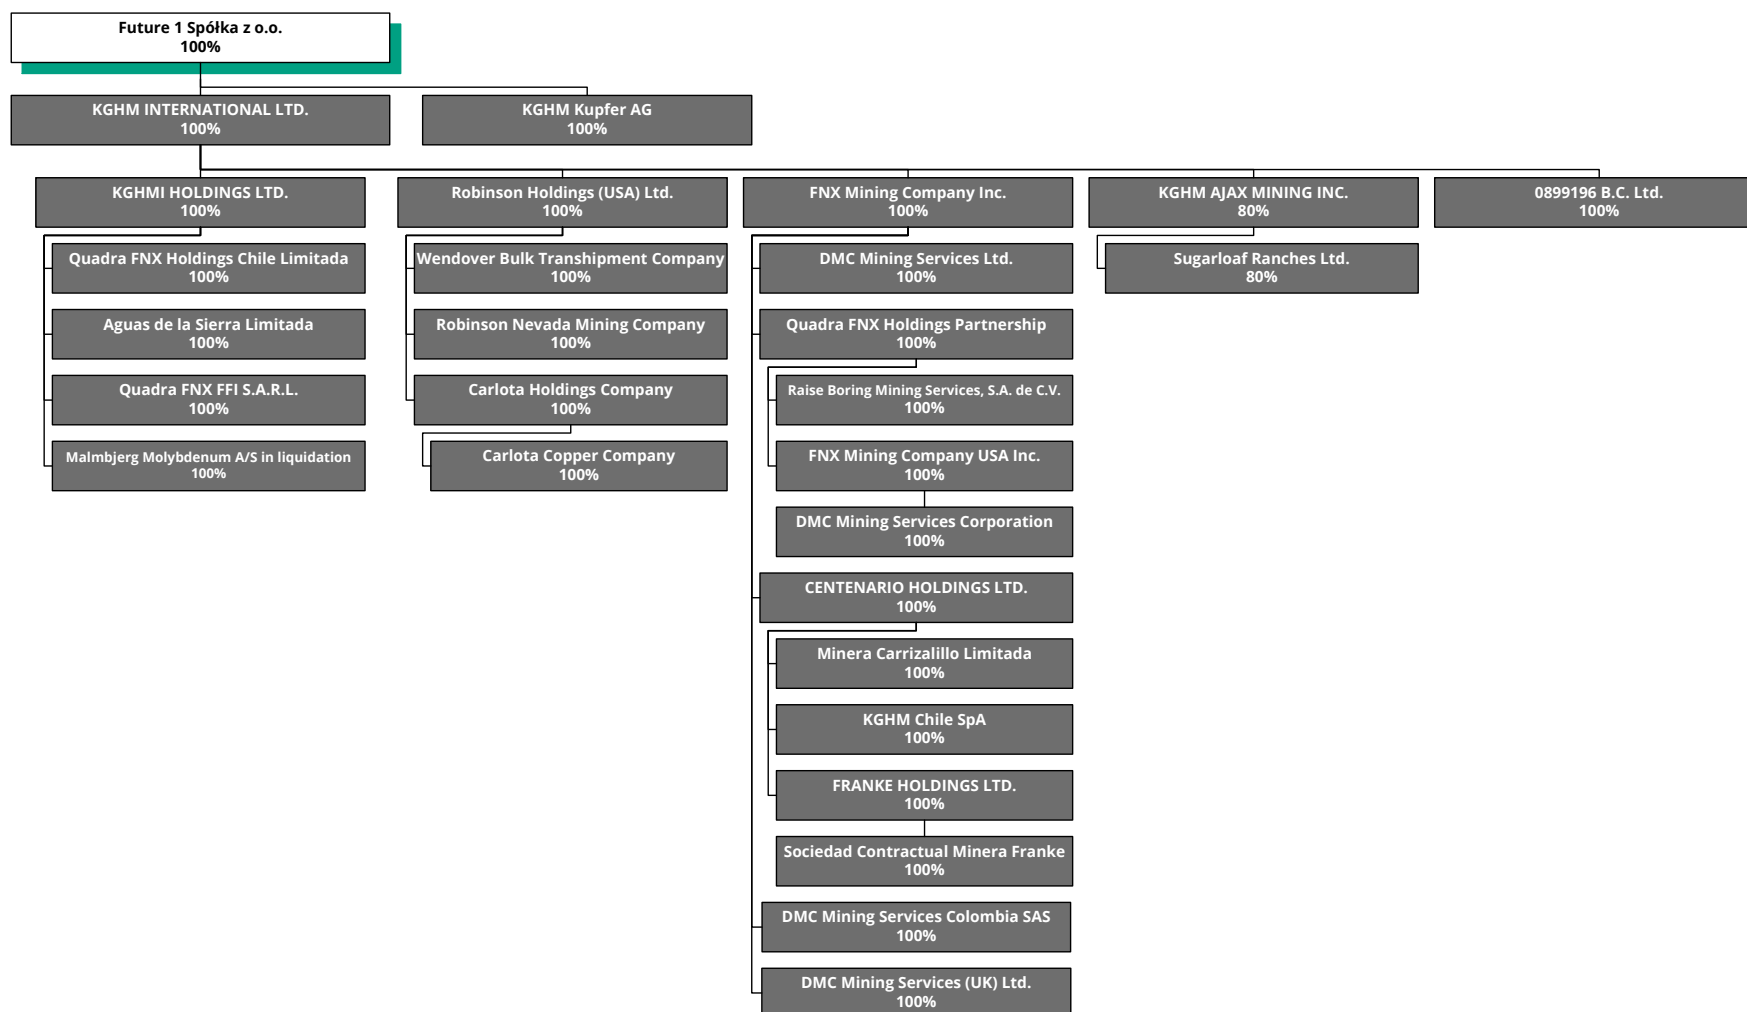 Future 1 Spółka z o.o.
100%
KGHM INTERNATIONAL LTD.
100%
KGHM Kupfer AG
100%
KGHMI HOLDINGS LTD.
100%
Robinson Holdings (USA) Ltd.
100%
FNX Mining Company Inc.
100%
KGHM AJAX MINING INC.
80%
0899196 B.C. Ltd.
100%
Quadra FNX Holdings Chile Limitada
100%
Aguas de la Sierra Limitada
100%
Quadra FNX FFI S.A.R.L.
100%
Malmbjerg Molybdenum A/S in liquidation
100%
Wendover Bulk Transhipment Company
100%
Robinson Nevada Mining Company
100%
Carlota Holdings Company
100%
Carlota Copper Company
100%
DMC Mining Services Ltd.
100%
Quadra FNX Holdings Partnership
100%
Raise Boring Mining Services, S.A. de C.V.
100%
FNX Mining Company USA Inc.
100%
DMC Mining Services Corporation
100%
CENTENARIO HOLDINGS LTD.
100%
Minera Carrizalillo Limitada
100%
KGHM Chile SpA
100%
FRANKE HOLDINGS LTD.
100%
Sociedad Contractual Minera Franke
100%
DMC Mining Services Colombia SAS
100%
DMC Mining Services (UK) Ltd.
100%
Sugarloaf Ranches Ltd.
80%